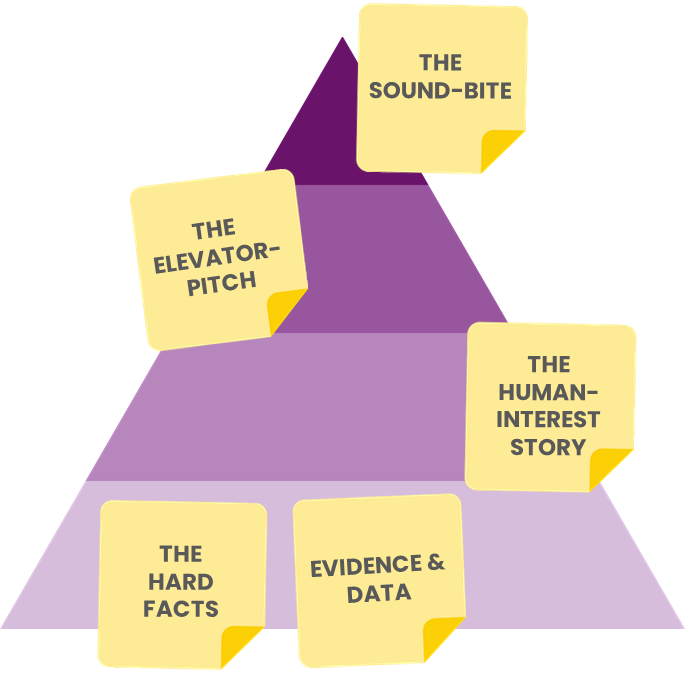 THE
SOUND-BITE
THE
ELEVATOR-
PITCH
THE
HUMAN-
INTEREST
STORY
THE
HARD
FACTS
EVIDENCE &
DATA